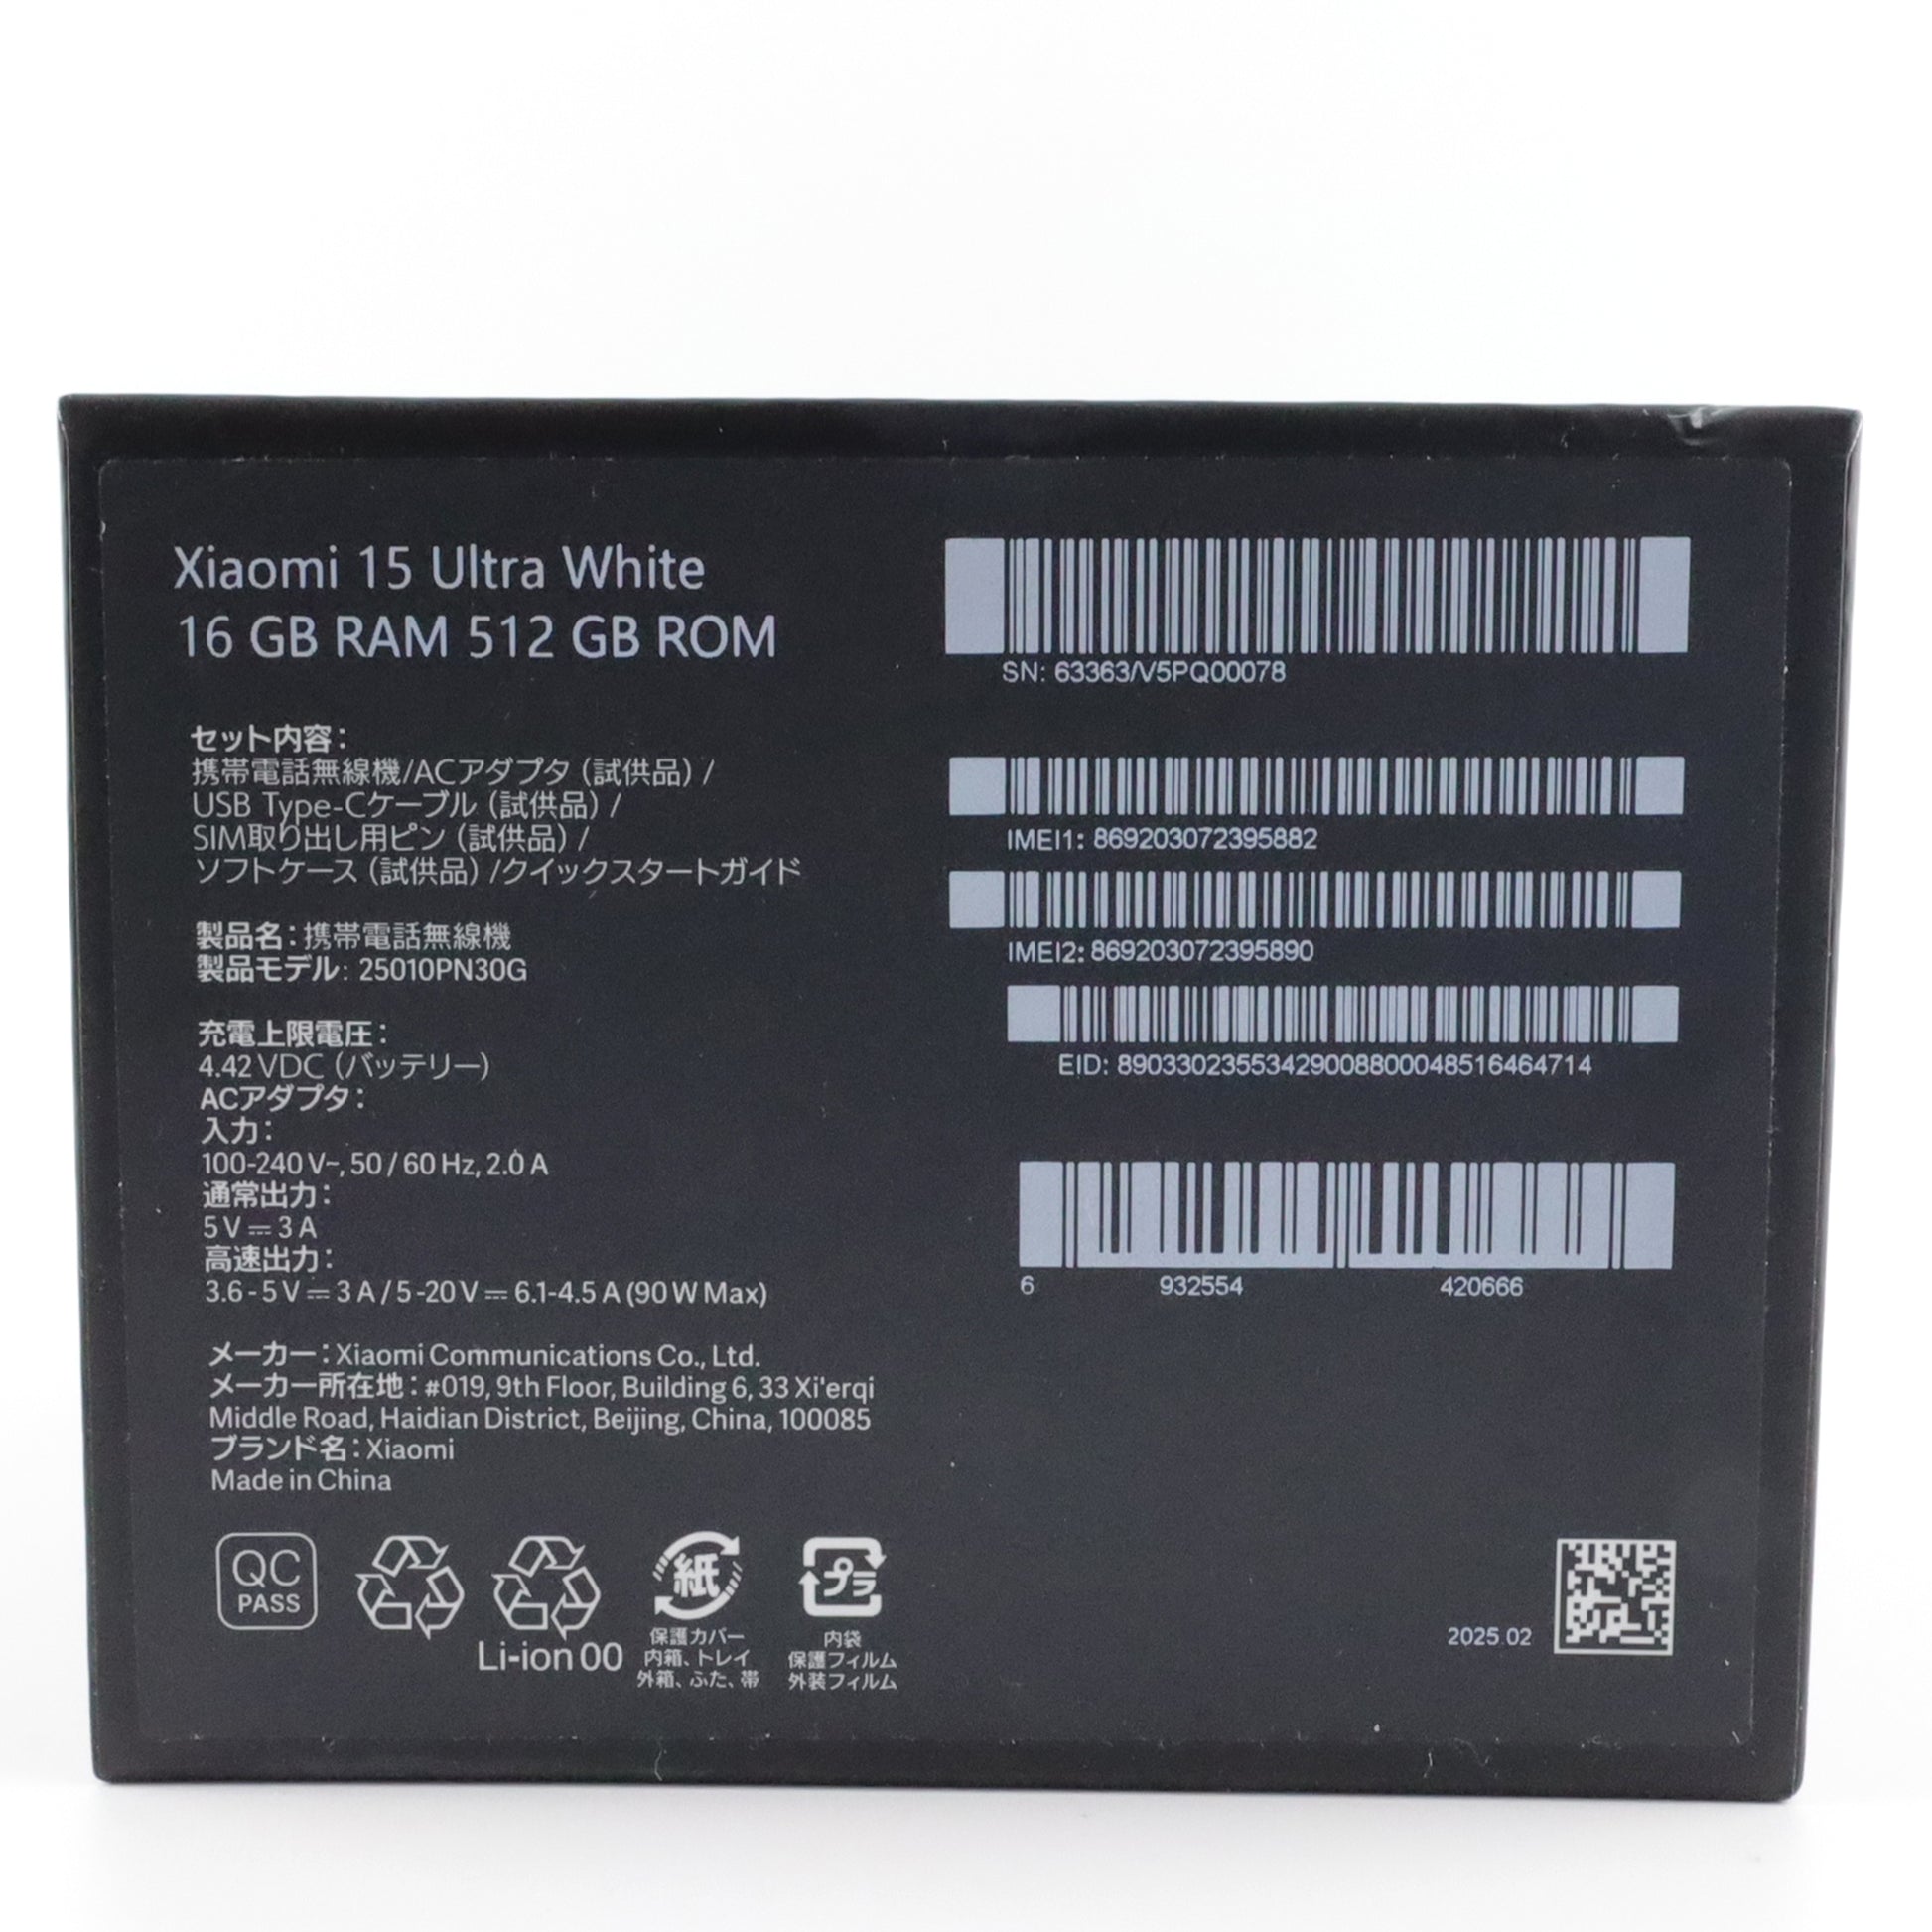 Xiaomi 15 Ultra White
16 GB RAM 512 GB ROM
セット内容：
携帯電話無線機/ACアダプタ（試供品）/
USB Type-Cケーブル（試供品）/
SIM取り出し用ピン（試供品）/
ソフトケース（試供品）/クイックスタートガイド
製品名：携帯電話無線機
製品モデル: 25010PN30G
充電上限電圧：
4.42 VDC（バッテリー）
ACアダプタ：
入力：
100-240 V~, 50 / 60 Hz, 2.0 A
通常出力：
5 V ⎓ 3 A
高速出力：
3.6 - 5 V ⎓ 3 A / 5 -20 V ⎓ 6.1-4.5 A (90 W Max)
メーカー：Xiaomi Communications Co., Ltd.
メーカー所在地：#019, 9th Floor, Building 6, 33 Xi'erqi
Middle Road, Haidian District, Beijing, China, 100085
ブランド名：Xiaomi
Made in China
QC
PASS
Li-ion 00
紙
保護カバー
内箱、トレイ
外箱、ふた、帯
プラ
内袋
保護フィルム
外装フィルム
SN: 63363/V5PQ00078
IMEI1: 869203072395882
IMEI2: 869203072395890
EID: 89033023553429008800048516464714
6 932554 420666
2025.02